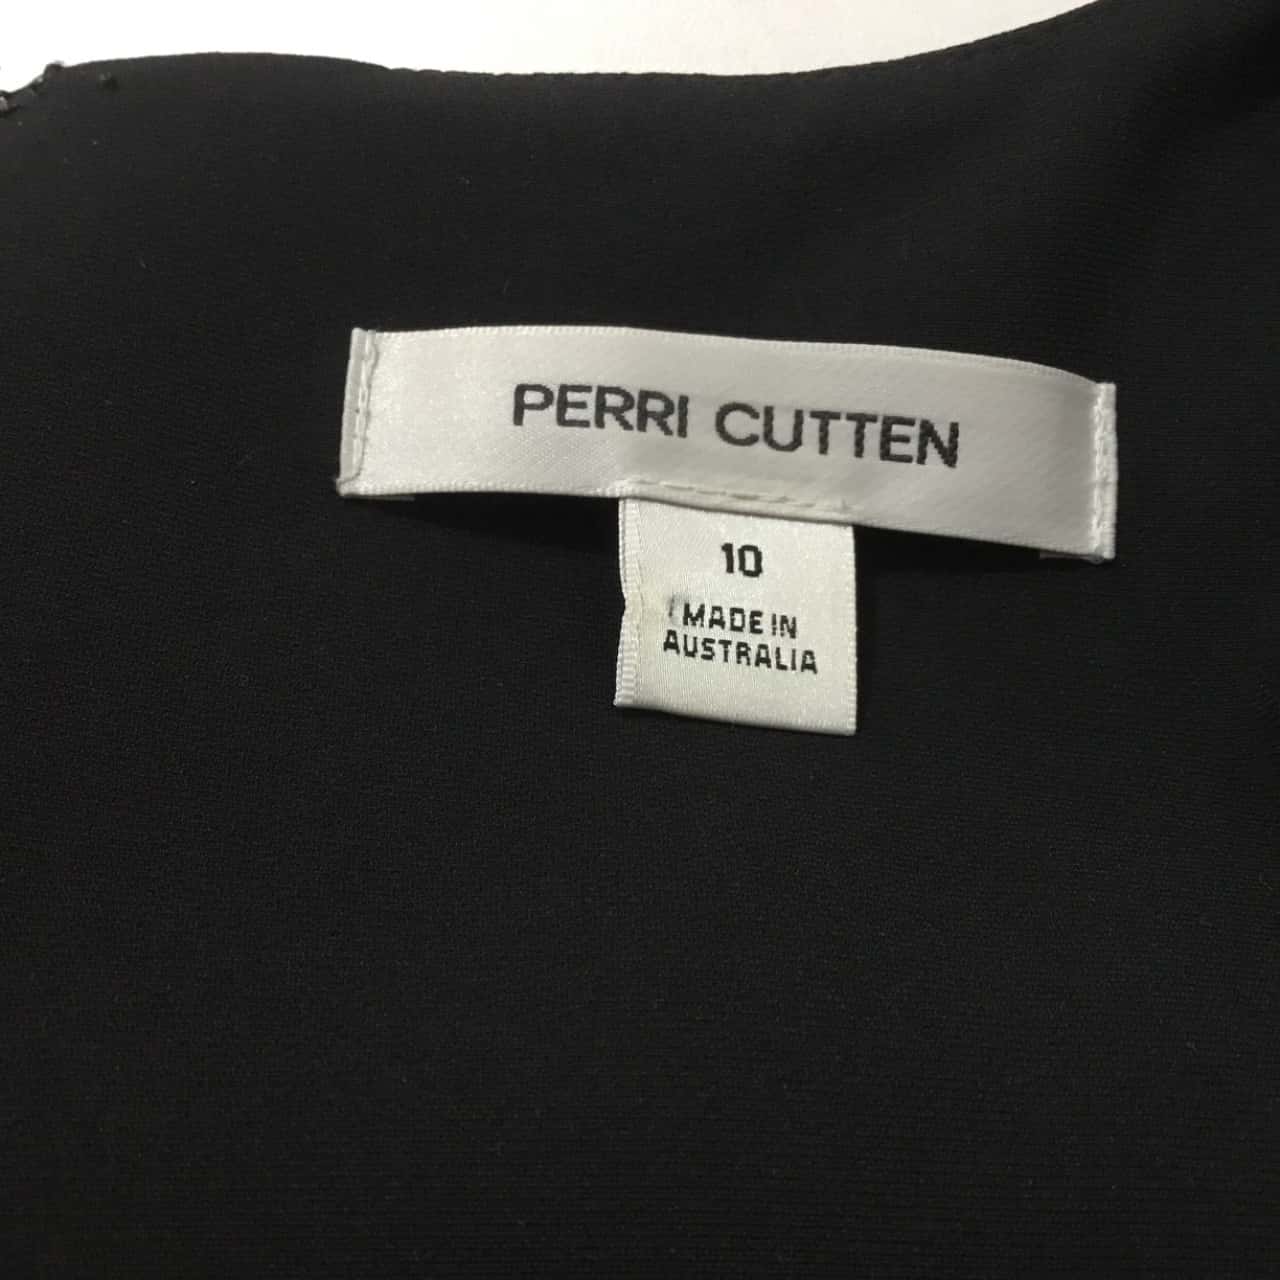 PERRI CUTTEN
10
MADE IN
AUSTRALIA